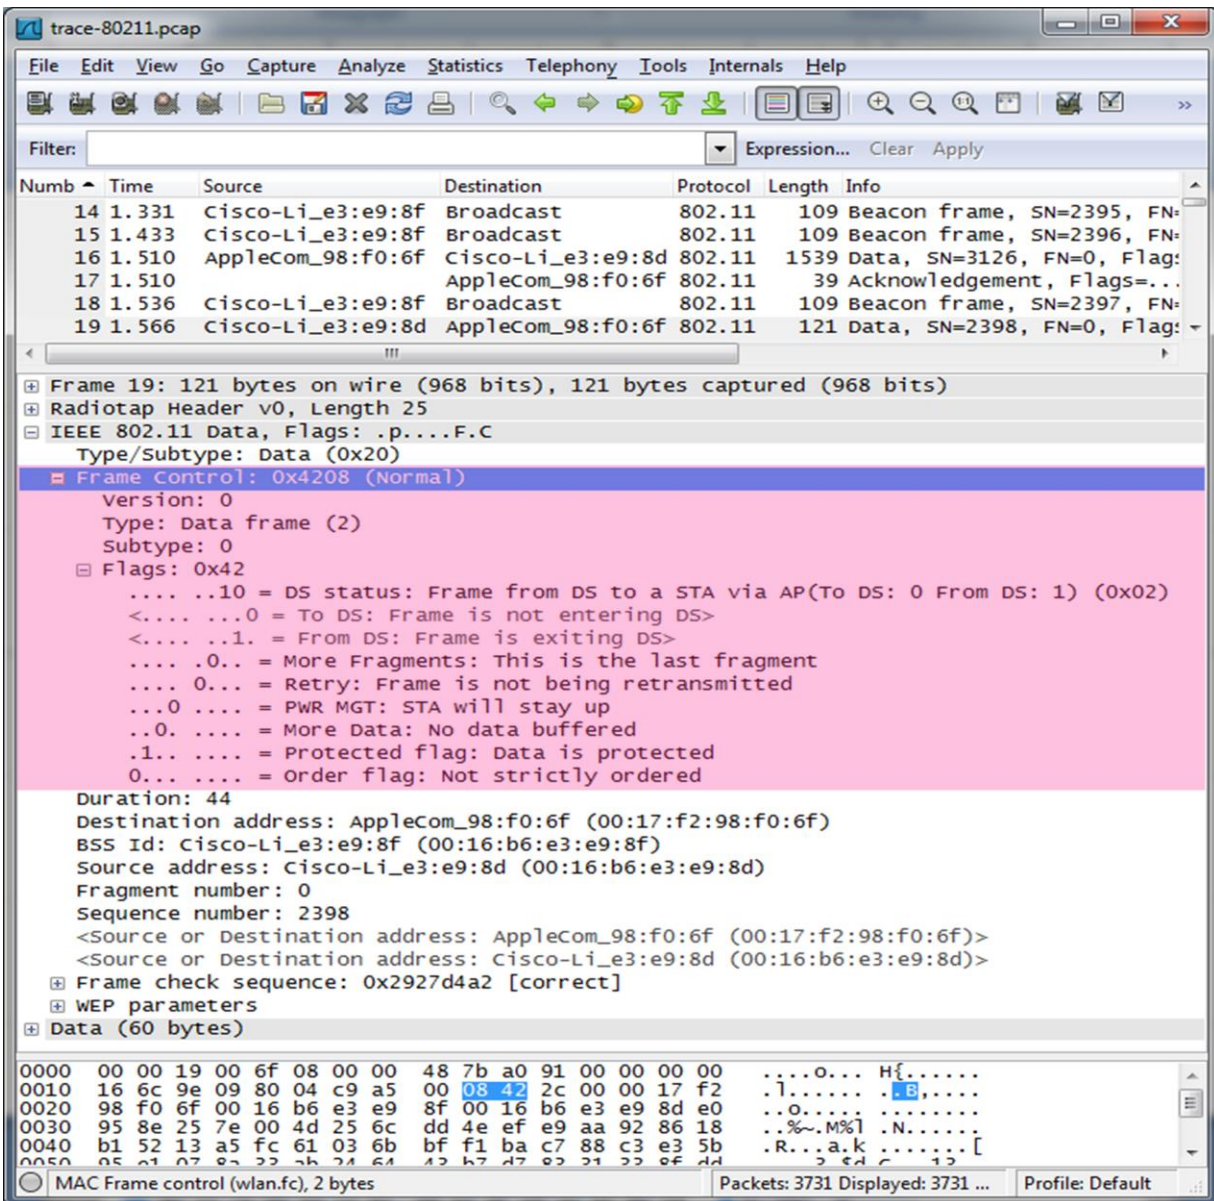 trace-80211.pcap
File Edit View Go Capture Analyze Statistics Telephony Tools Internals Help
Filter: Expression... Clear Apply
Numb Time Source Destination Protocol Length Info
14 1.331 Cisco-Li_e3:e9:8f Broadcast 802.11 109 Beacon frame, SN=2395, FN=
15 1.433 Cisco-Li_e3:e9:8f Broadcast 802.11 109 Beacon frame, SN=2396, FN=
16 1.510 AppleCom_98:f0:6f Cisco-Li_e3:e9:8d 802.11 1539 Data, SN=3126, FN=0, Flag:
17 1.510 AppleCom_98:f0:6f 802.11 39 Acknowledgement, Flags=...
18 1.536 Cisco-Li_e3:e9:8f Broadcast 802.11 109 Beacon frame, SN=2397, FN=
19 1.566 Cisco-Li_e3:e9:8d AppleCom_98:f0:6f 802.11 121 Data, SN=2398, FN=0, Flag:
Frame 19: 121 bytes on wire (968 bits), 121 bytes captured (968 bits)
Radiotap Header v0, Length 25
IEEE 802.11 Data, Flags: .p....F.C
Type/Subtype: Data (0x20)
Frame Control: 0x4208 (Normal)
Version: 0
Type: Data frame (2)
Subtype: 0
Flags: 0x42
.... ..10 = DS status: Frame from DS to a STA via AP(To DS: 0 From DS: 1) (0x02)
<.... ...0 = To DS: Frame is not entering DS>
<.... ..1. = From DS: Frame is exiting DS>
.... .0.. = More Fragments: This is the last fragment
.... 0... = Retry: Frame is not being retransmitted
...0 .... = PWR MGT: STA will stay up
..0. .... = More Data: No data buffered
.1.. .... = Protected flag: Data is protected
0... .... = Order flag: Not strictly ordered
Duration: 44
Destination address: AppleCom_98:f0:6f (00:17:f2:98:f0:6f)
BSS Id: Cisco-Li_e3:e9:8f (00:16:b6:e3:e9:8f)
Source address: Cisco-Li_e3:e9:8d (00:16:b6:e3:e9:8d)
Fragment number: 0
Sequence number: 2398
<Source or Destination address: AppleCom_98:f0:6f (00:17:f2:98:f0:6f)>
<Source or Destination address: Cisco-Li_e3:e9:8d (00:16:b6:e3:e9:8d)>
Frame check sequence: 0x2927d4a2 [correct]
WEP parameters
Data (60 bytes)
0000 00 00 19 00 6f 08 00 00 48 7b a0 91 00 00 00 00 ....o... H{......
0010 16 6c 9e 09 80 04 c9 a5 00 08 42 2c 00 00 17 f2 .l...... ..B,....
0020 98 f0 6f 00 16 b6 e3 e9 8f 00 16 b6 e3 e9 8d e0 ..o..... ........
0030 95 8e 25 7e 00 4d 25 6c dd 4e ef e9 aa 92 86 18 ..%~.M%l .N......
0040 b1 52 13 a5 fc 61 03 6b bf f1 ba c7 88 c3 e3 5b .R...a.k .......[
MAC Frame control (wlan.fc), 2 bytes Packets: 3731 Displayed: 3731 ... Profile: Default